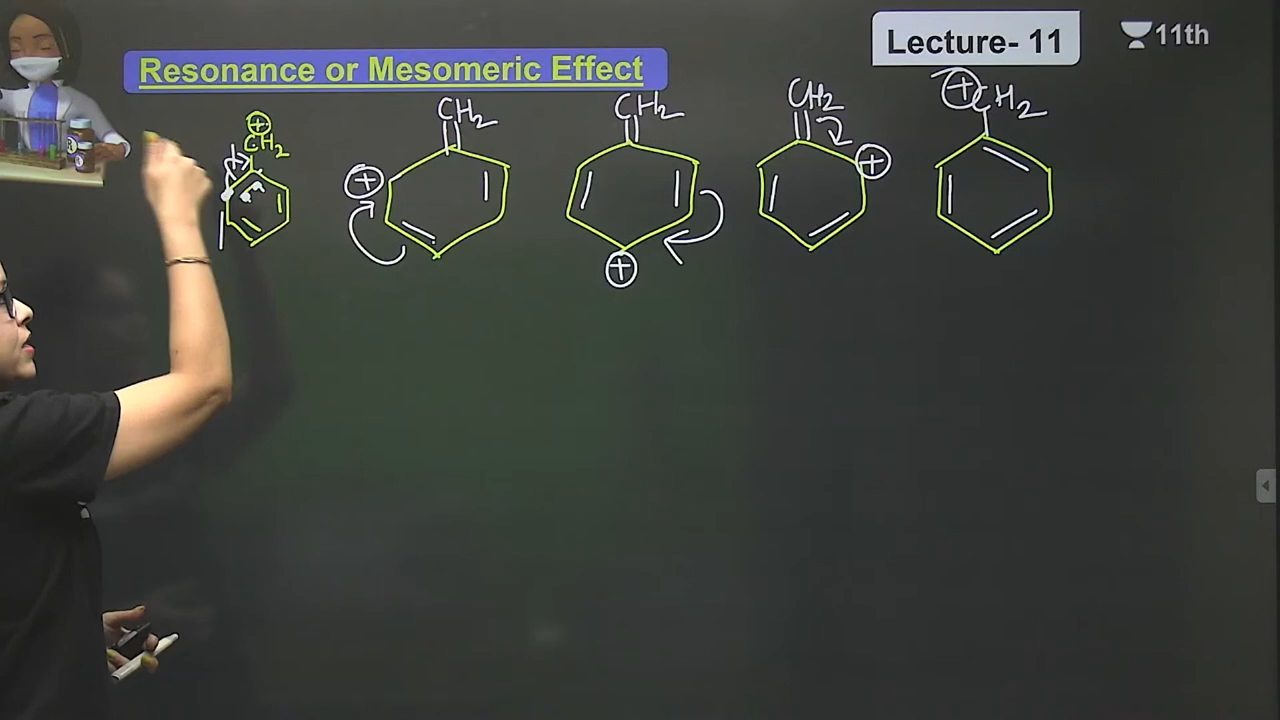 Lecture- 11
11th
Resonance or Mesomeric Effect
⊕
CH2
CH2
⊕
CH2
⊕
CH2
⊕
⊕CH2